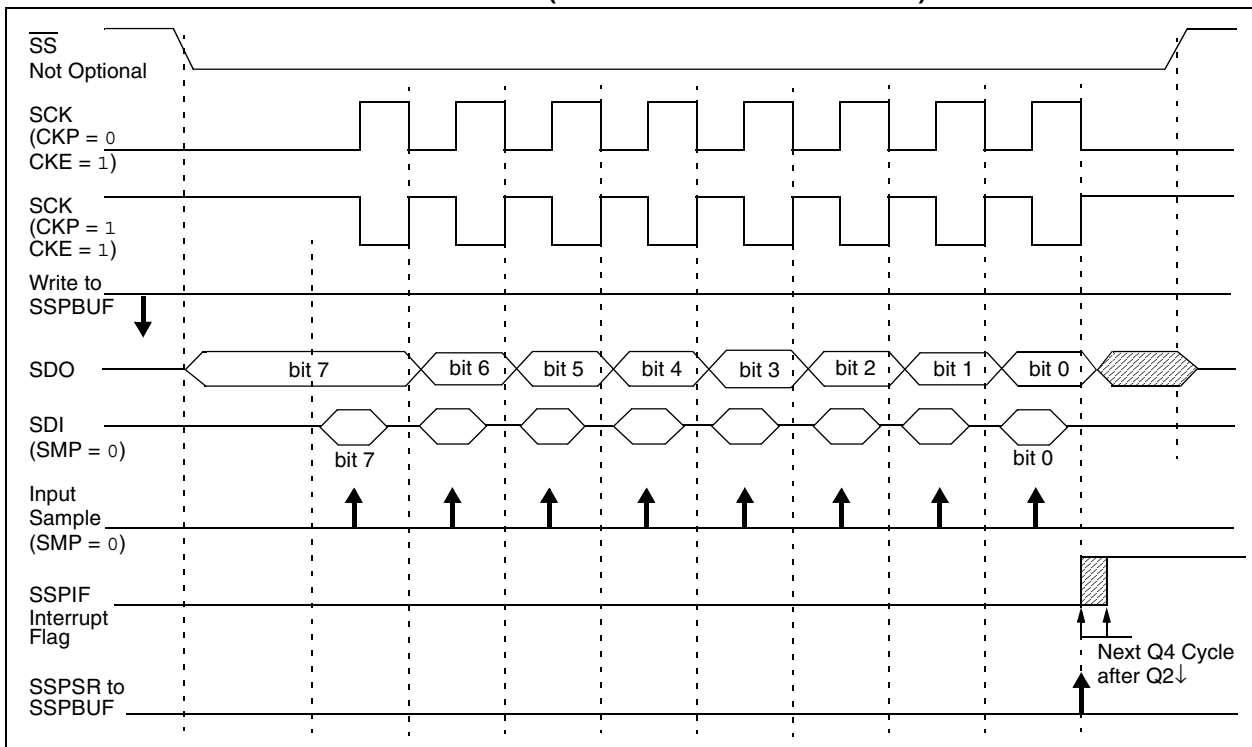 SS
Not Optional
SCK
(CKP = 0
CKE = 1)
SCK
(CKP = 1
CKE = 1)
Write to
SSPBUF
SDO
bit 7 bit 6 bit 5 bit 4 bit 3 bit 2 bit 1 bit 0
SDI
(SMP = 0)
bit 7 bit 0
Input
Sample
(SMP = 0)
SSPIF
Interrupt
Flag
Next Q4 Cycle
after Q2↓
SSPSR to
SSPBUF